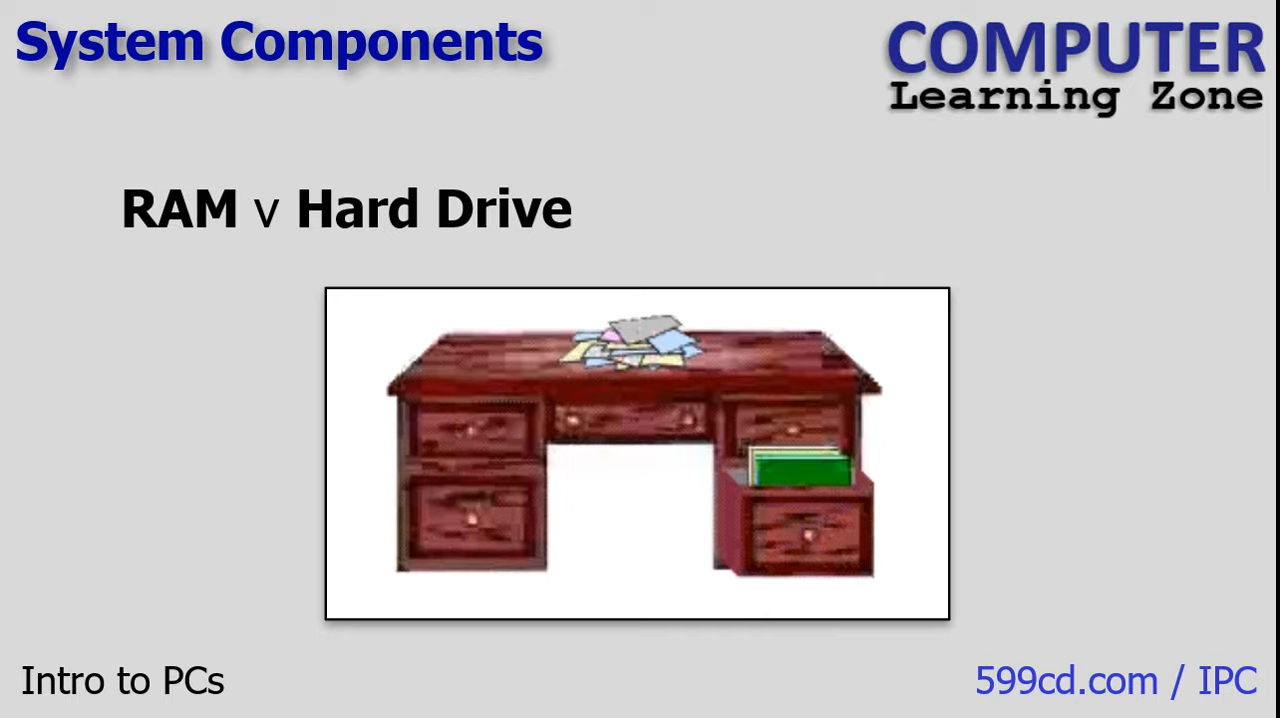 System Components
COMPUTER
Learning Zone
RAM v Hard Drive
Intro to PCs
599cd.com / IPC